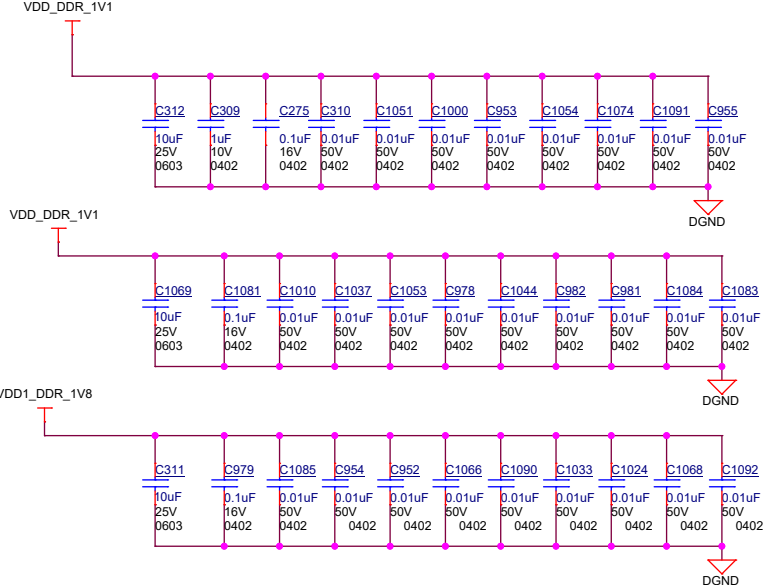 VDD_DDR_1V1
C312 C309 C275 C310 C1051 C1000 C953 C1054 C1074 C1091 C955
10uF 1uF 0.1uF 0.01uF 0.01uF 0.01uF 0.01uF 0.01uF 0.01uF 0.01uF 0.01uF
25V 10V 16V 50V 50V 50V 50V 50V 50V 50V 50V
0603 0402 0402 0402 0402 0402 0402 0402 0402 0402 0402
DGND
VDD_DDR_1V1
C1069 C1081 C1010 C1037 C1053 C978 C1044 C982 C981 C1084 C1083
10uF 0.1uF 0.01uF 0.01uF 0.01uF 0.01uF 0.01uF 0.01uF 0.01uF 0.01uF 0.01uF
25V 16V 50V 50V 50V 50V 50V 50V 50V 50V 50V
0603 0402 0402 0402 0402 0402 0402 0402 0402 0402 0402
DGND
VDD1_DDR_1V8
C311 C979 C1085 C954 C952 C1066 C1090 C1033 C1024 C1068 C1092
10uF 0.1uF 0.01uF 0.01uF 0.01uF 0.01uF 0.01uF 0.01uF 0.01uF 0.01uF 0.01uF
25V 16V 50V 50V 50V 50V 50V 50V 50V 50V 50V
0603 0402 0402 0402 0402 0402 0402 0402 0402 0402 0402
DGND